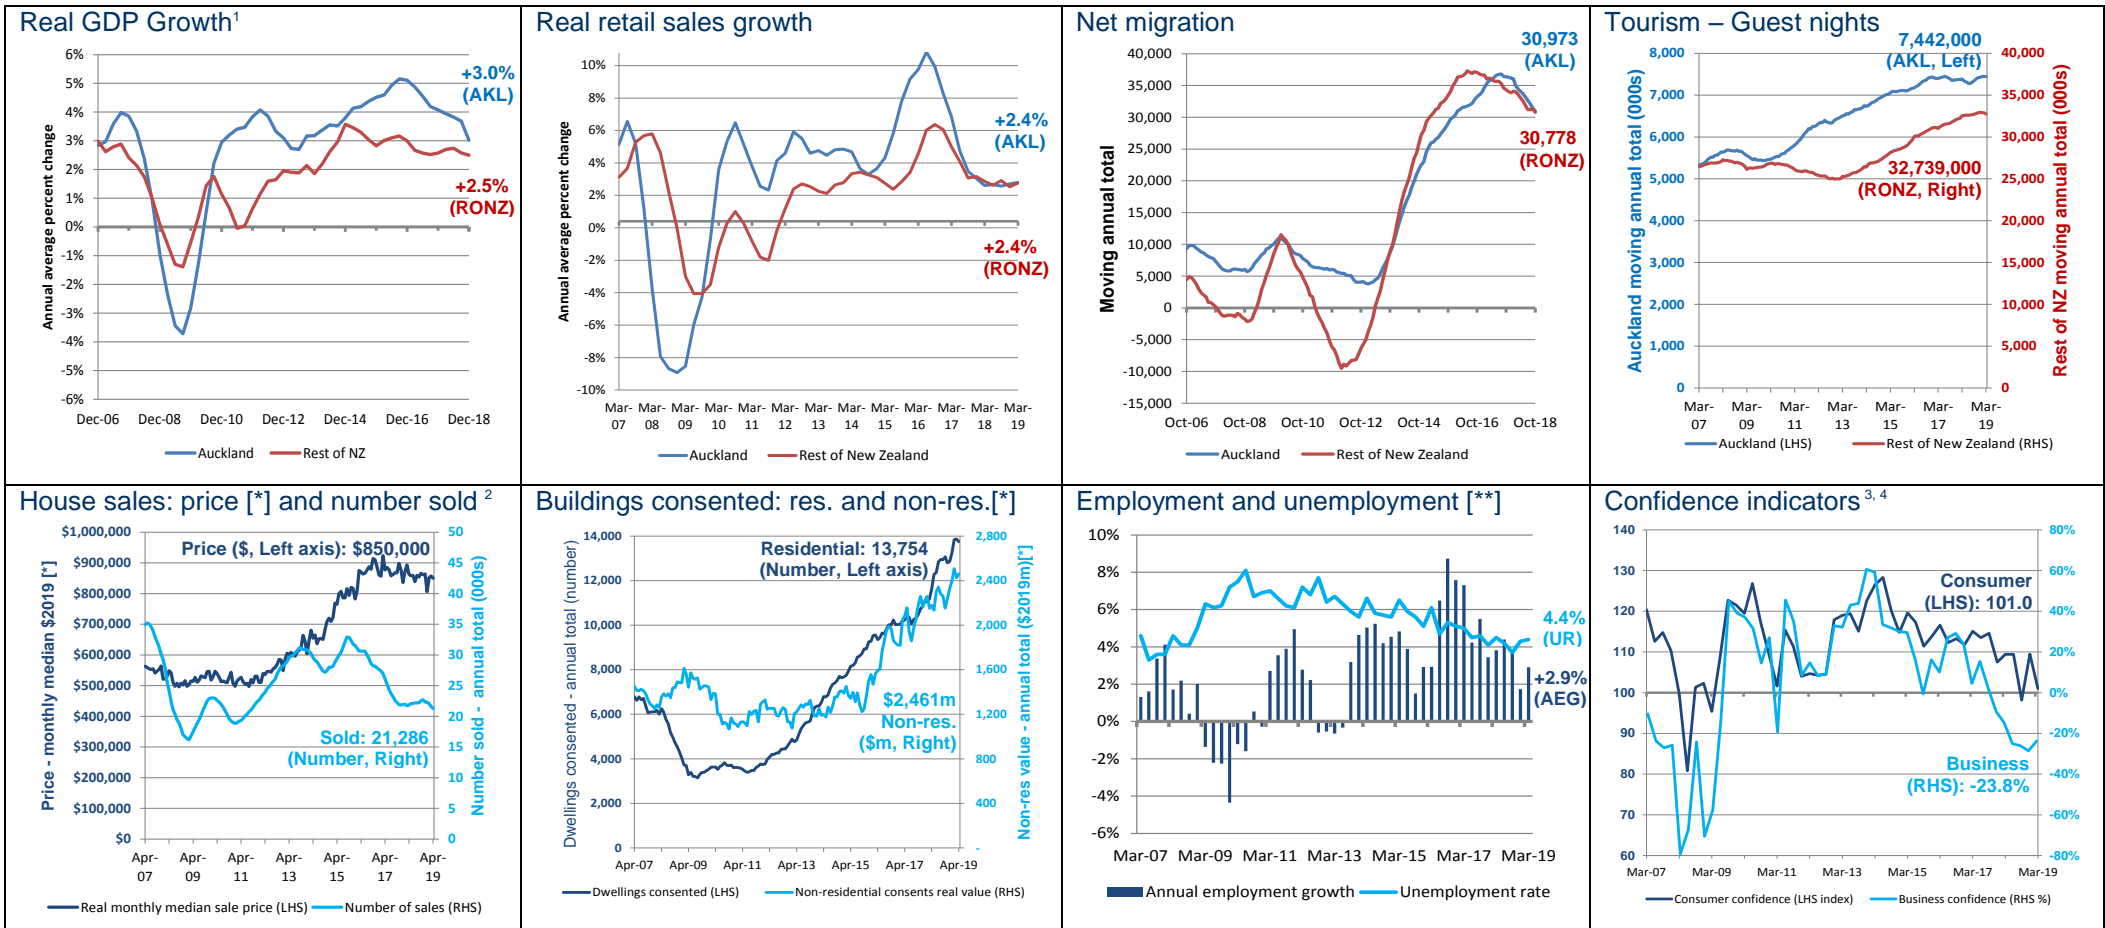 Real GDP Growth1
6%
5%
4%
3%
2%
1%
0%
-1%
-2%
-3%
-4%
-5%
-6%
Annual average percent change
+3.0%
(AKL)
+2.5%
(RONZ)
Dec-06 Dec-08 Dec-10 Dec-12 Dec-14 Dec-16 Dec-18
Auckland Rest of NZ
Real retail sales growth
10%
8%
6%
4%
2%
0%
-2%
-4%
-6%
-8%
-10%
Annual average percent change
+2.4%
(AKL)
+2.4%
(RONZ)
Mar- Mar- Mar- Mar- Mar- Mar- Mar- Mar- Mar- Mar- Mar- Mar- Mar-
07 08 09 10 11 12 13 14 15 16 17 18 19
Auckland Rest of New Zealand
Net migration
40,000
35,000
30,000
25,000
20,000
15,000
10,000
5,000
0
-5,000
-10,000
-15,000
Moving annual total
30,973
(AKL)
30,778
(RONZ)
Oct-06 Oct-08 Oct-10 Oct-12 Oct-14 Oct-16 Oct-18
Auckland Rest of New Zealand
Tourism – Guest nights
8,000
7,000
6,000
5,000
4,000
3,000
2,000
1,000
0
Auckland moving annual total (000s)
7,442,000
(AKL, Left)
32,739,000
(RONZ, Right)
40,000
35,000
30,000
25,000
20,000
15,000
10,000
5,000
0
Rest of NZ moving annual total (000s)
Mar- Mar- Mar- Mar- Mar- Mar- Mar-
07 09 11 13 15 17 19
Auckland (LHS) Rest of New Zealand (RHS)
House sales: price [*] and number sold 2
$1,000,000
$900,000
$800,000
$700,000
$600,000
$500,000
$400,000
$300,000
$200,000
$100,000
$0
Price - monthly median $2019 [*]
Price ($, Left axis): $850,000
Sold: 21,286
(Number, Right)
50
45
40
35
30
25
20
15
10
5
0
Number sold - annual total (000s)
Apr- Apr- Apr- Apr- Apr- Apr- Apr-
07 09 11 13 15 17 19
Real monthly median sale price (LHS) Number of sales (RHS)
Buildings consented: res. and non-res.[*]
14,000
12,000
10,000
8,000
6,000
4,000
2,000
0
Dwellings consented - annual total (number)
Residential: 13,754
(Number, Left axis)
$2,461m
Non-res.
($m, Right)
2,800
2,400
2,000
1,600
1,200
800
400
-
Non-res value - annual total ($2019m)[*]
Apr-07 Apr-09 Apr-11 Apr-13 Apr-15 Apr-17 Apr-19
Dwellings consented (LHS) Non-residential consents real value (RHS)
Employment and unemployment [**]
10%
8%
6%
4%
2%
0%
-2%
-4%
-6%
4.4%
(UR)
+2.9%
(AEG)
Mar-07 Mar-09 Mar-11 Mar-13 Mar-15 Mar-17 Mar-19
Annual employment growth Unemployment rate
Confidence indicators 3, 4
140
130
120
110
100
90
80
70
60
Consumer
(LHS): 101.0
Business
(RHS): -23.8%
80%
60%
40%
20%
0%
-20%
-40%
-60%
-80%
Mar-07 Mar-09 Mar-11 Mar-13 Mar-15 Mar-17 Mar-19
Consumer confidence (LHS index) Business confidence (RHS %)